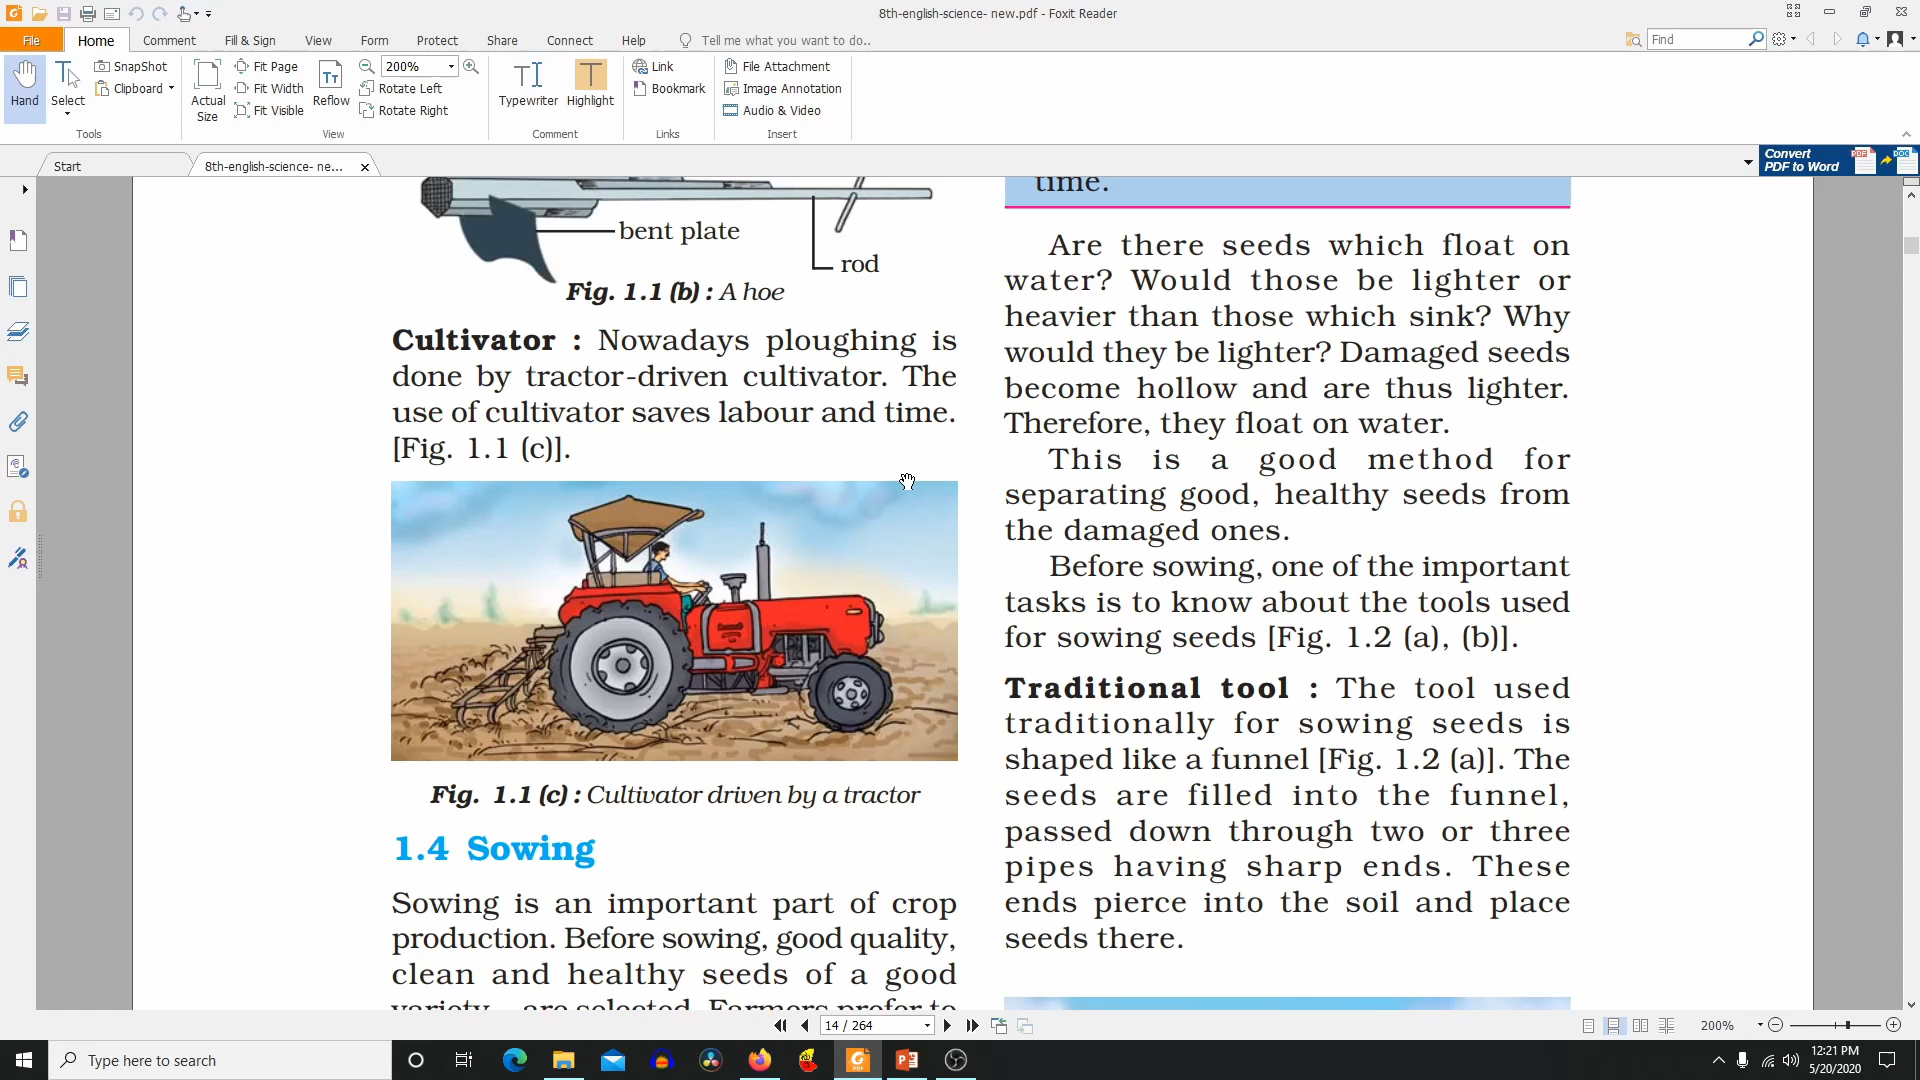 8th-english-science- new.pdf - Foxit Reader
File Home Comment Fill & Sign View Form Protect Share Connect Help Tell me what you want to do.. Find
Hand
Select
SnapShot
Clipboard
Tools
Actual
Size
Fit Page
Fit Width
Fit Visible
Reflow
200%
Rotate Left
Rotate Right
View
Typewriter
Highlight
Comment
Link
Bookmark
Links
File Attachment
Image Annotation
Audio & Video
Insert
Start
8th-english-science- ne...
Convert
PDF to Word
bent plate
rod
Fig. 1.1 (b) : A hoe
Cultivator : Nowadays ploughing is
done by tractor-driven cultivator. The
use of cultivator saves labour and time.
[Fig. 1.1 (c)].
Fig. 1.1 (c) : Cultivator driven by a tractor
1.4 Sowing
Sowing is an important part of crop
production. Before sowing, good quality,
clean and healthy seeds of a good
variety are selected. Farmers prefer to
time.
Are there seeds which float on
water? Would those be lighter or
heavier than those which sink? Why
would they be lighter? Damaged seeds
become hollow and are thus lighter.
Therefore, they float on water.
This is a good method for
separating good, healthy seeds from
the damaged ones.
Before sowing, one of the important
tasks is to know about the tools used
for sowing seeds [Fig. 1.2 (a), (b)].
Traditional tool : The tool used
traditionally for sowing seeds is
shaped like a funnel [Fig. 1.2 (a)]. The
seeds are filled into the funnel,
passed down through two or three
pipes having sharp ends. These
ends pierce into the soil and place
seeds there.
14 / 264
200%
Type here to search
12:21 PM
5/20/2020